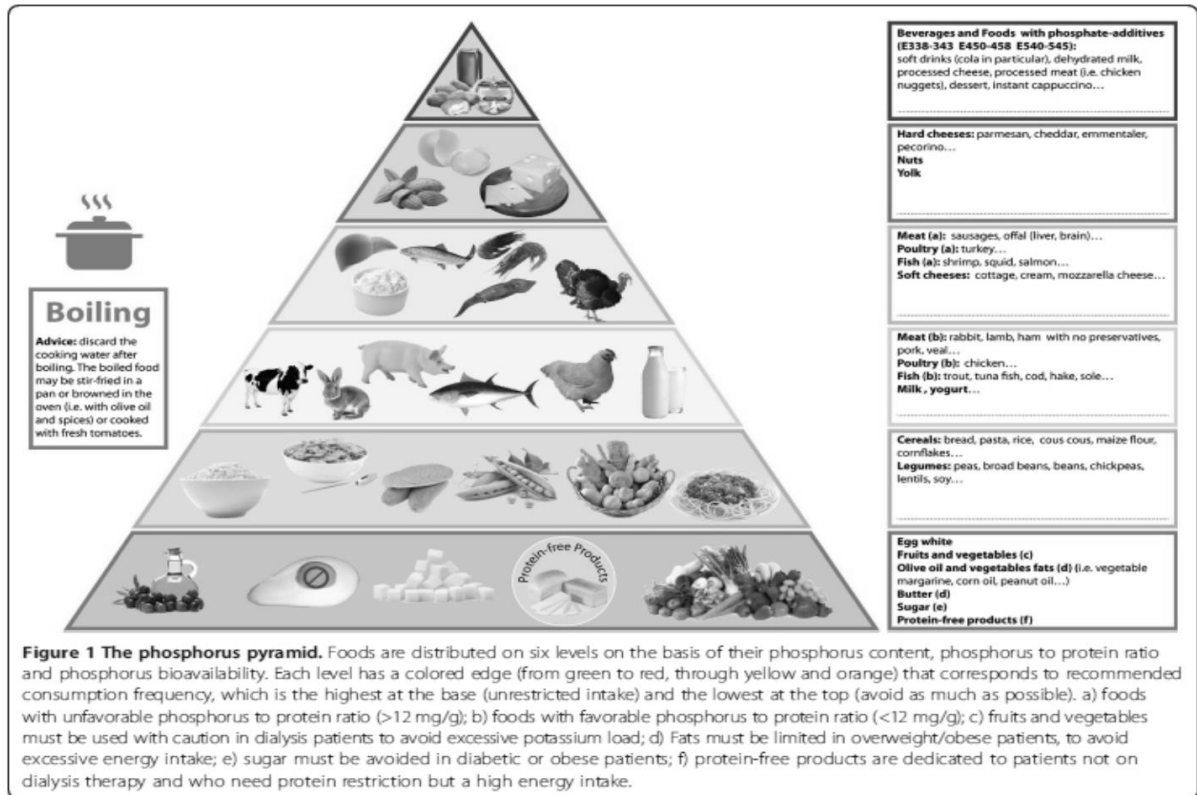 Beverages and Foods with phosphate-additives
(E338-343 E450-458 E540-545):
soft drinks (cola in particular), dehydrated milk,
processed cheese, processed meat (i.e. chicken
nuggets), dessert, instant cappuccino...
Hard cheeses: parmesan, cheddar, emmentaler,
pecorino...
Nuts
Yolk
Meat (a): sausages, offal (liver, brain)...
Poultry (a): turkey...
Fish (a): shrimp, squid, salmon...
Soft cheeses: cottage, cream, mozzarella cheese...
Boiling
Advice: discard the
cooking water after
boiling. The boiled food
may be stir-fried in a
pan or browned in the
oven (i.e. with olive oil
and spices) or cooked
with fresh tomatoes.
Meat (b): rabbit, lamb, ham with no preservatives,
pork, veal...
Poultry (b): chicken...
Fish (b): trout, tuna fish, cod, hake, sole...
Milk , yogurt...
Cereals: bread, pasta, rice, cous cous, maize flour,
cornflakes...
Legumes: peas, broad beans, beans, chickpeas,
lentils, soy...
Protein-free Products
Egg white
Fruits and vegetables (c)
Olive oil and vegetables fats (d) (i.e. vegetable
margarine, corn oil, peanut oil...)
Butter (d)
Sugar (e)
Protein-free products (f)
Figure 1 The phosphorus pyramid. Foods are distributed on six levels on the basis of their phosphorus content, phosphorus to protein ratio
and phosphorus bioavailability. Each level has a colored edge (from green to red, through yellow and orange) that corresponds to recommended
consumption frequency, which is the highest at the base (unrestricted intake) and the lowest at the top (avoid as much as possible). a) foods
with unfavorable phosphorus to protein ratio (>12 mg/g); b) foods with favorable phosphorus to protein ratio (<12 mg/g); c) fruits and vegetables
must be used with caution in dialysis patients to avoid excessive potassium load; d) Fats must be limited in overweight/obese patients, to avoid
excessive energy intake; e) sugar must be avoided in diabetic or obese patients; f) protein-free products are dedicated to patients not on
dialysis therapy and who need protein restriction but a high energy intake.